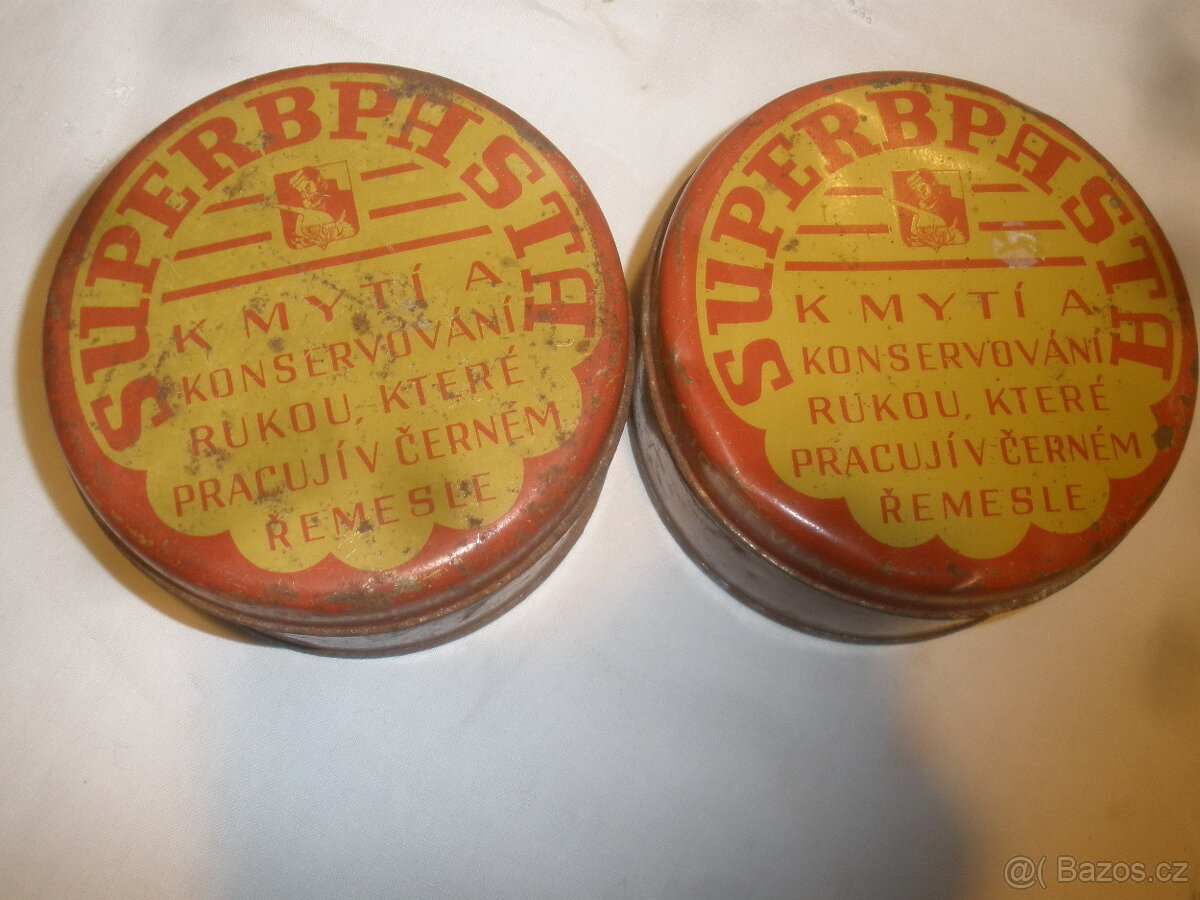 SUPERBPASTA
K MYTÍ A
KONSERVOVÁNÍ
RUKOU, KTERÉ
PRACUJÍ V ČERNÉM
ŘEMESLE
SUPERBPASTA
K MYTÍ A
KONSERVOVÁNÍ
RUKOU, KTERÉ
PRACUJÍ V ČERNÉM
ŘEMESLE
@( Bazos.cz